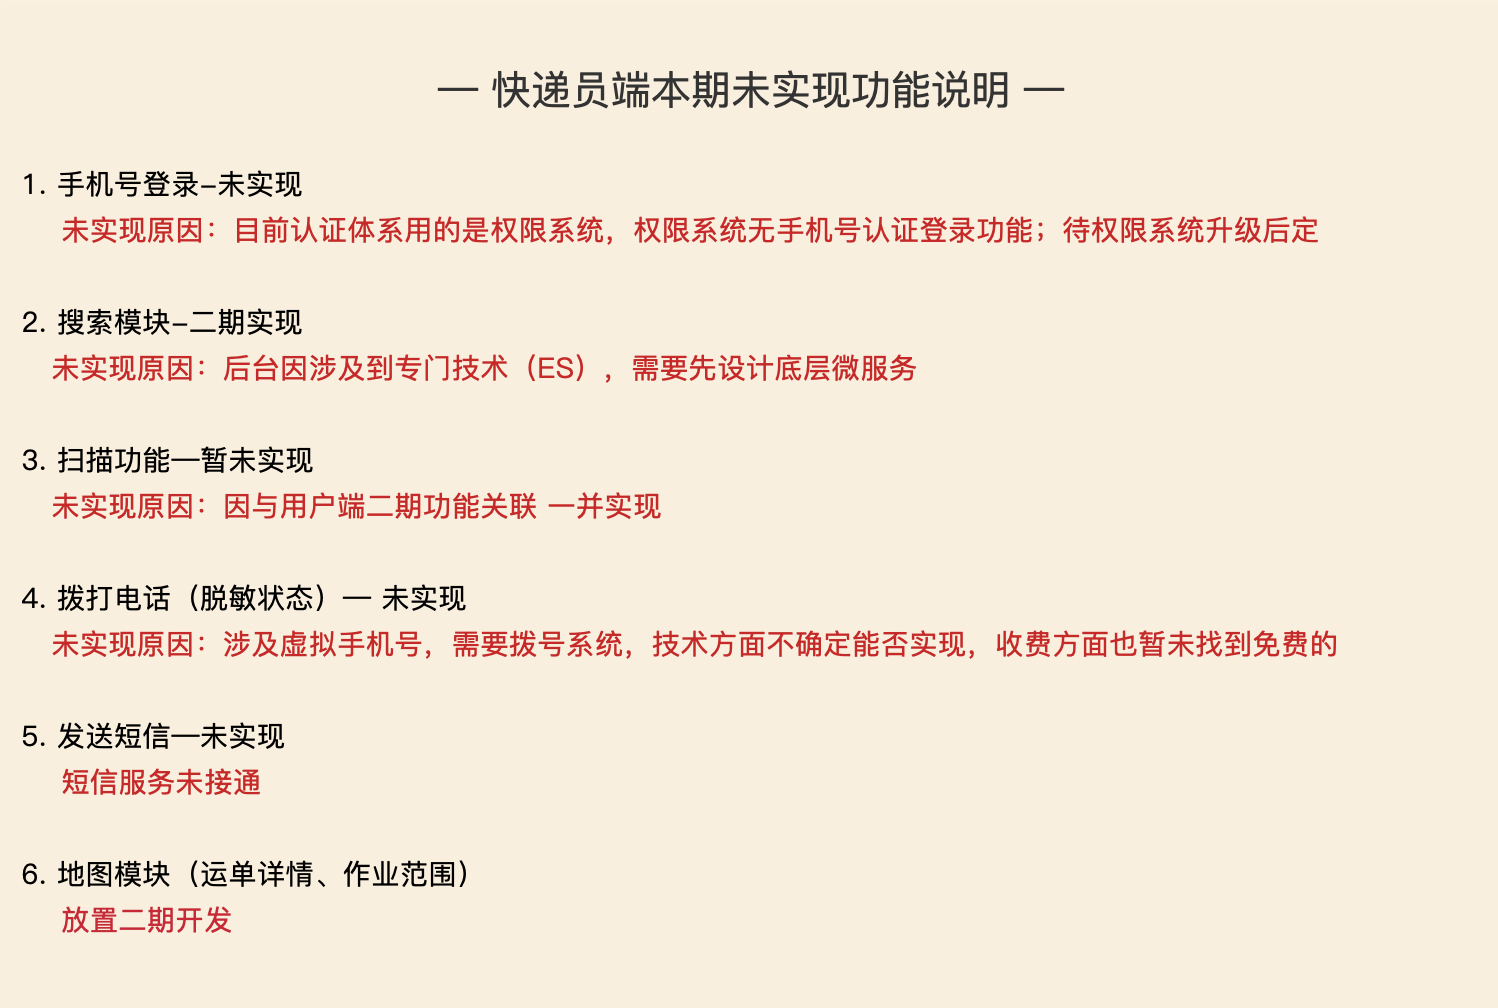 — 快递员端本期未实现功能说明 —
1. 手机号登录–未实现
未实现原因：目前认证体系用的是权限系统，权限系统无手机号认证登录功能；待权限系统升级后定
2. 搜索模块–二期实现
未实现原因：后台因涉及到专门技术（ES），需要先设计底层微服务
3. 扫描功能—暂未实现
未实现原因：因与用户端二期功能关联 一并实现
4. 拨打电话（脱敏状态）— 未实现
未实现原因：涉及虚拟手机号，需要拨号系统，技术方面不确定能否实现，收费方面也暂未找到免费的
5. 发送短信—未实现
短信服务未接通
6. 地图模块（运单详情、作业范围）
放置二期开发